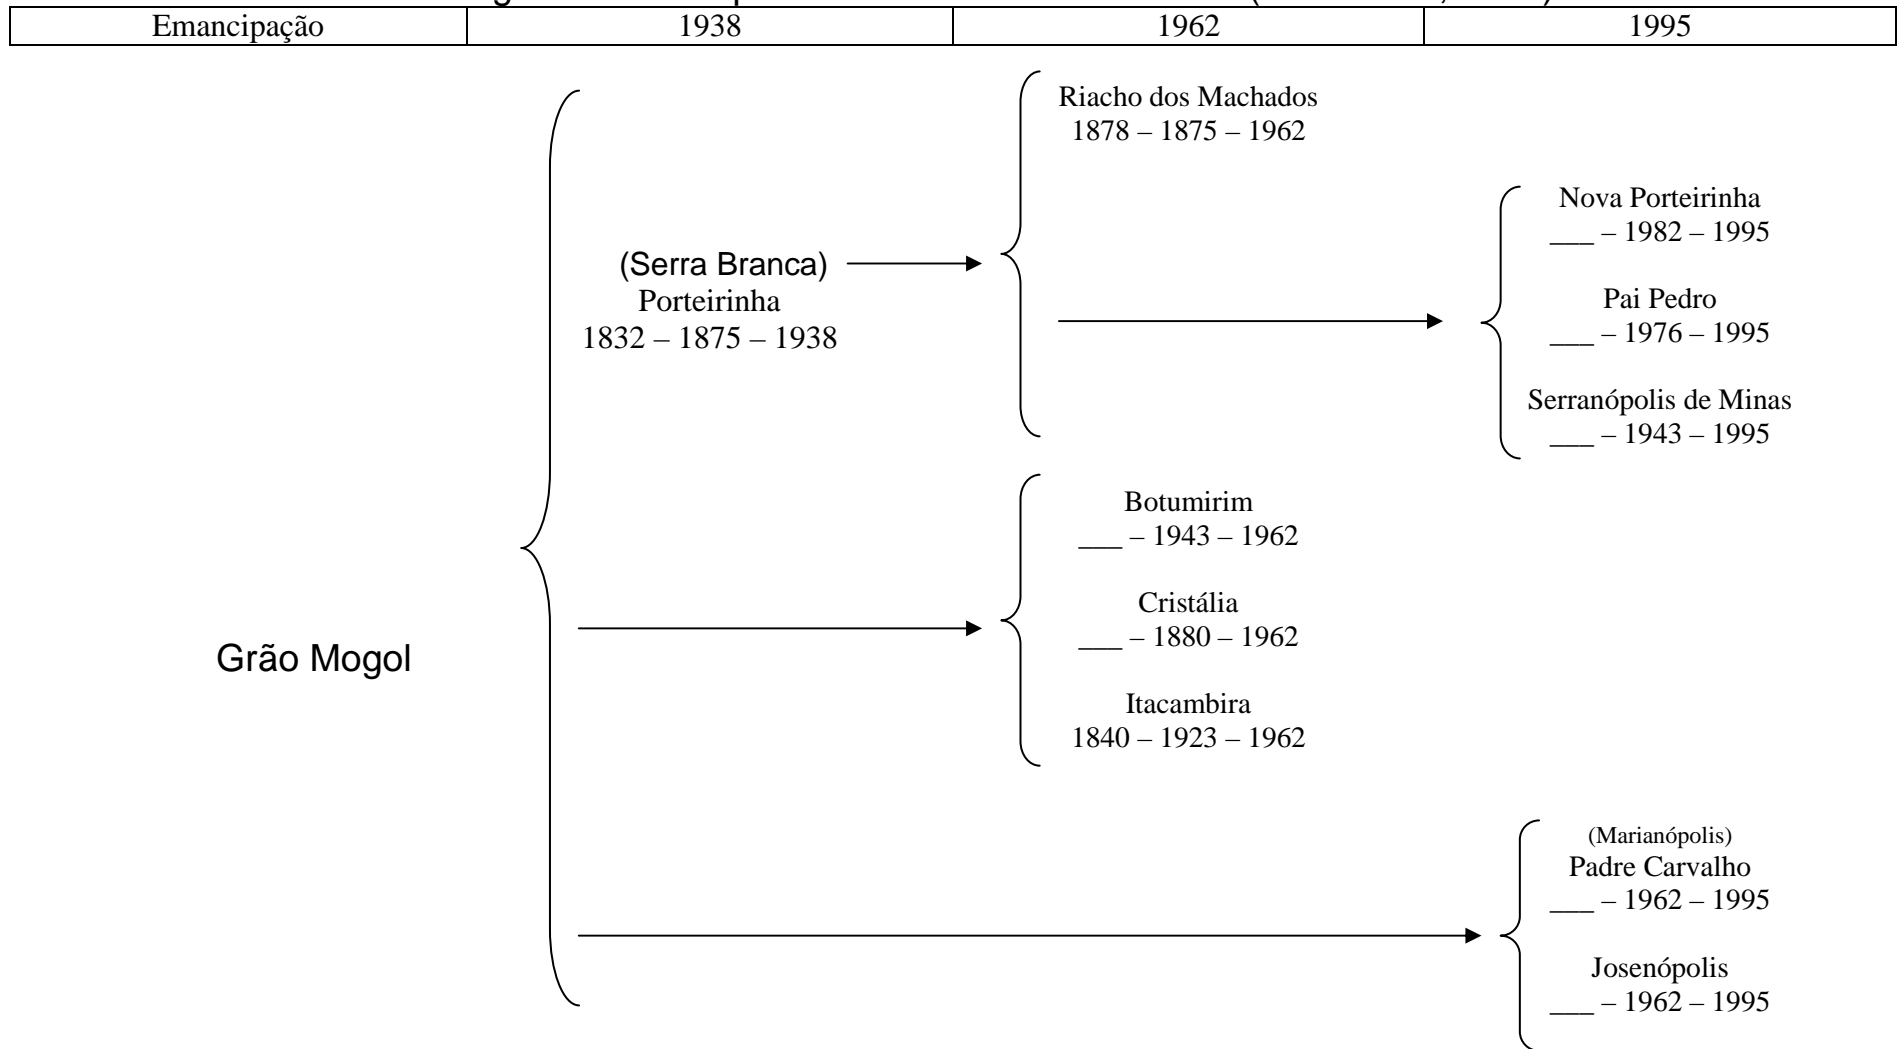 Emancipação 1938 1962 1995
Riacho dos Machados
1878 – 1875 – 1962
Nova Porteirinha
___ – 1982 – 1995
(Serra Branca)
Porteirinha
1832 – 1875 – 1938
Pai Pedro
___ – 1976 – 1995
Serranópolis de Minas
___ – 1943 – 1995
Botumirim
___ – 1943 – 1962
Cristália
___ – 1880 – 1962
Grão Mogol
Itacambira
1840 – 1923 – 1962
(Marianópolis)
Padre Carvalho
___ – 1962 – 1995
Josenópolis
___ – 1962 – 1995